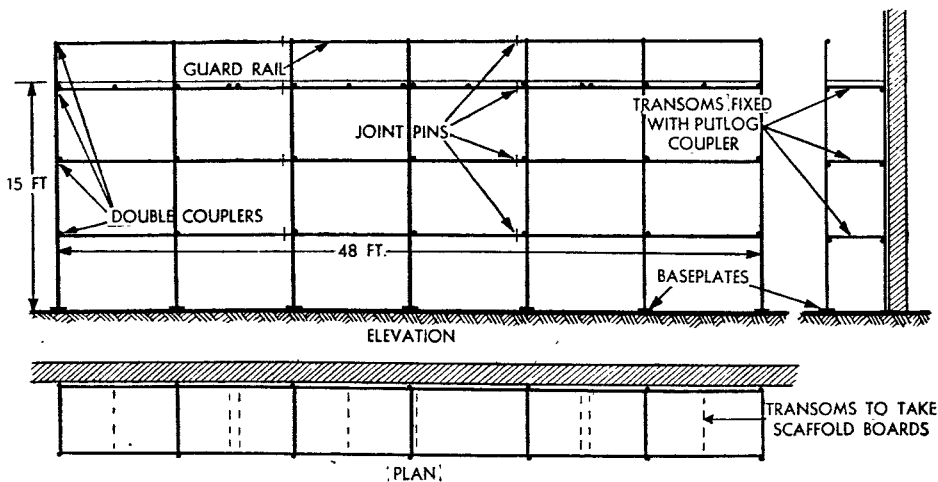 GUARD RAIL
JOINT PINS
TRANSOMS FIXED
WITH PUTLOG
COUPLER
15 FT
DOUBLE COUPLERS
48 FT.
BASEPLATES
ELEVATION
TRANSOMS TO TAKE
SCAFFOLD BOARDS
PLAN